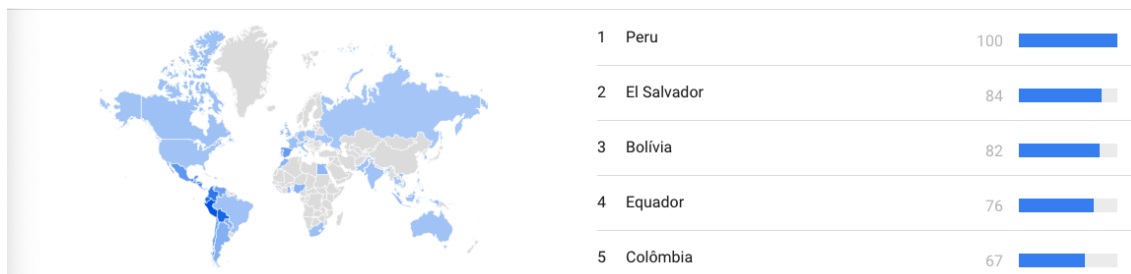 1 Peru 100
2 El Salvador 84
3 Bolívia 82
4 Equador 76
5 Colômbia 67